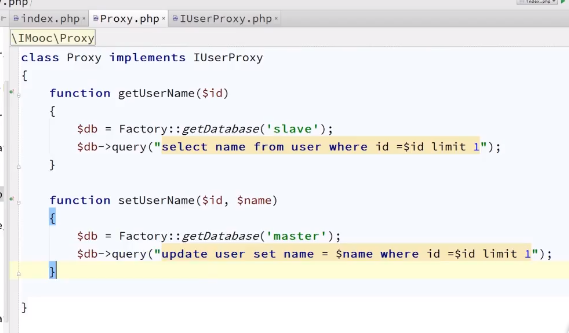 .php)
index.php
Proxy.php
IUserProxy.php
\IMooc\Proxy
class Proxy implements IUserProxy
{
function getUserName($id)
{
$db = Factory::getDatabase('slave');
$db->query("select name from user where id =$id limit 1");
}
function setUserName($id, $name)
{
$db = Factory::getDatabase('master');
$db->query("update user set name = $name where id =$id limit 1");
}
}